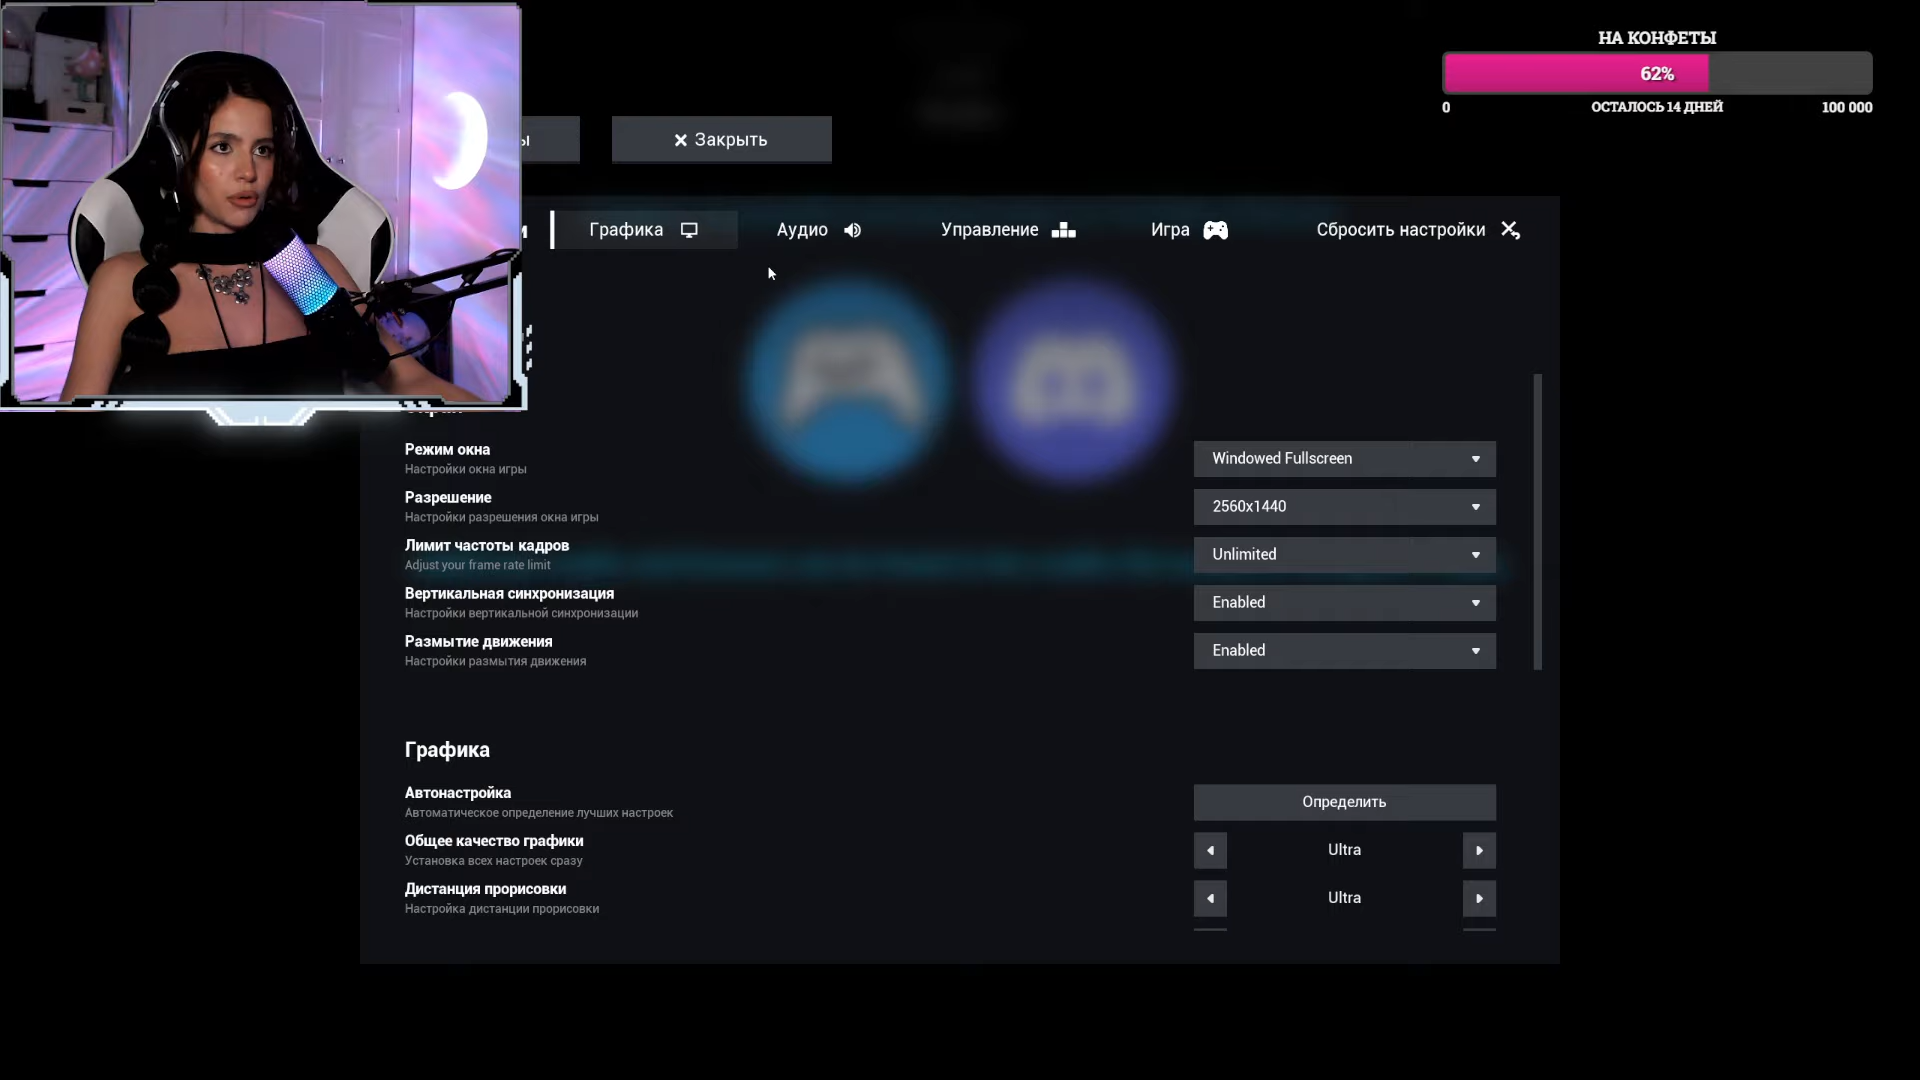 НА КОНФЕТЫ
62%
0 ОСТАЛОСЬ 14 ДНЕЙ 100 000
Закрыть
Графика Аудио Управление Игра Сбросить настройки
Режим окна
Настройки окна игры
Windowed Fullscreen
Разрешение
Настройки разрешения окна игры
2560x1440
Лимит частоты кадров
Adjust your frame rate limit
Unlimited
Вертикальная синхронизация
Настройки вертикальной синхронизации
Enabled
Размытие движения
Настройки размытия движения
Enabled
Графика
Автонастройка
Автоматическое определение лучших настроек
Определить
Общее качество графики
Установка всех настроек сразу
Ultra
Дистанция прорисовки
Настройка дистанции прорисовки
Ultra